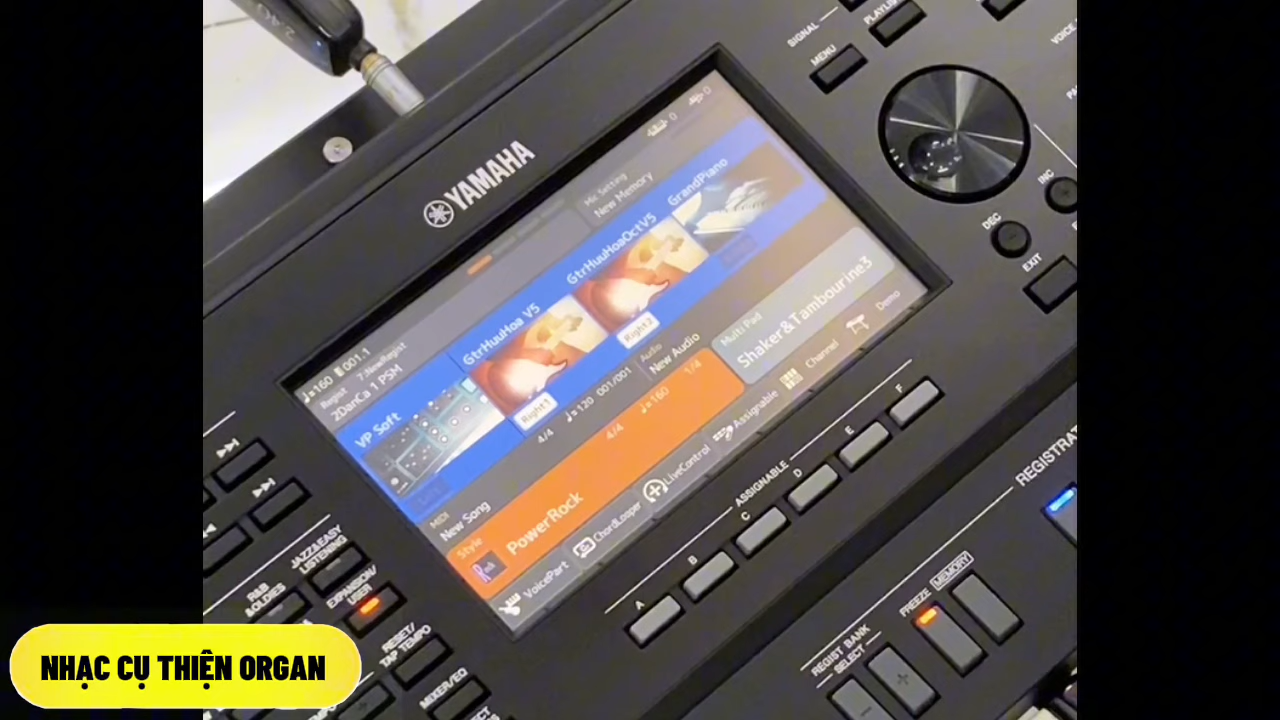 2.4G
SIGNAL
MENU
YAMAHA
Mic Setting
New Memory
0
0
♩=160
001.1
Regist
7:NewRegist
2DanCa 1 PSM
VP Soft
GtrHuuHoa V5
GtrHuuHoaOctV5
GrandPiano
Right1
Right2
MIDI
New Song
4/4
♩=120
001/001
Audio
New Audio
Style
PowerRock
4/4
♩=160
1/4
Multi Pad
Shaker&Tambourine3
VoicePart
ChordLooper
LiveControl
Assignable
Channel
Demo
INC
DEC
EXIT
ASSIGNABLE
A
B
C
D
E
F
JAZZ&EASY
LISTENING
R&B
&OLDIES
EXPANSION/
USER
RESET/
TAP TEMPO
MIXER/EQ
REGIST BANK
SELECT
FREEZE
MEMORY
NHẠC CỤ THIỆN ORGAN